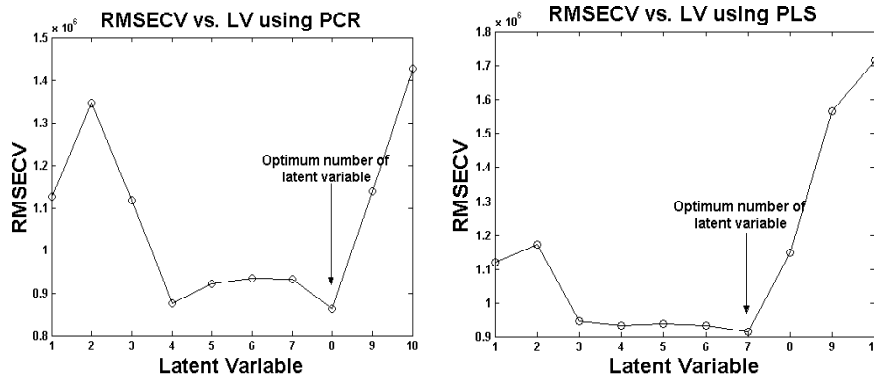 RMSECV vs. LV using PCR
× 10⁶
1.5
1.4
1.3
1.2
1.1
1
0.9
0.8
RMSECV
Optimum number of
latent variable
1 2 3 4 5 6 7 8 9 10
Latent Variable
RMSECV vs. LV using PLS
× 10⁶
1.8
1.7
1.6
1.5
1.4
1.3
1.2
1.1
1
0.9
RMSECV
Optimum number of
latent variable
1 2 3 4 5 6 7 8 9 1
Latent Variable